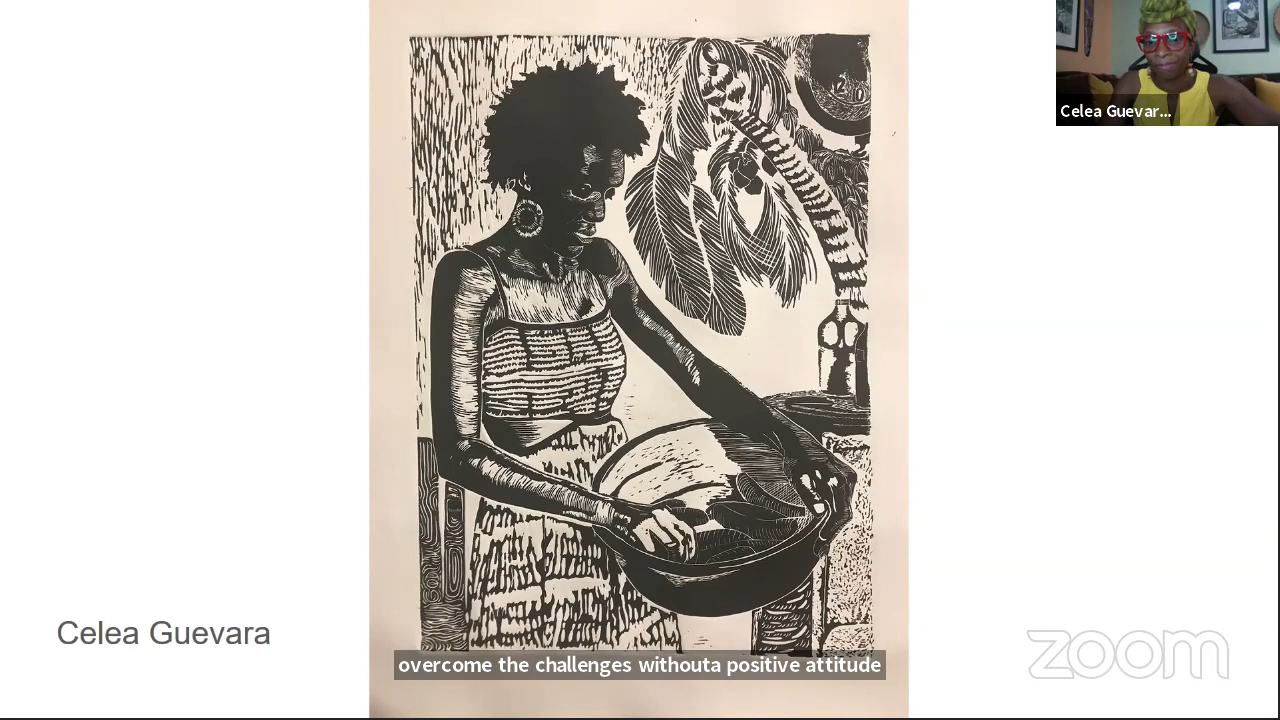 Celea Guevar...
Celea Guevara
zoom
overcome the challenges withouta positive attitude